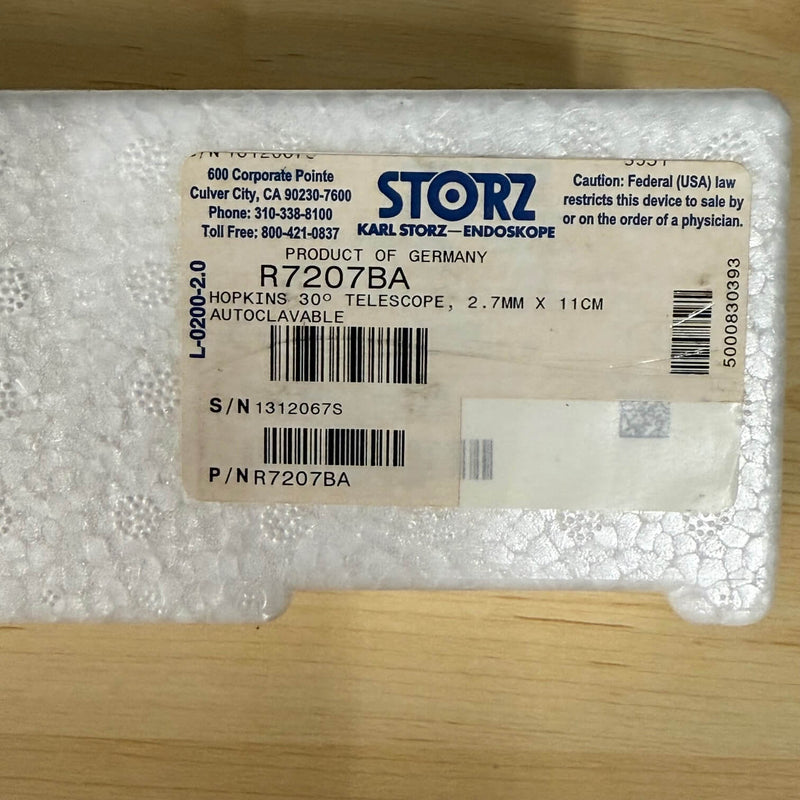 600 Corporate Pointe
Culver City, CA 90230-7600
Phone: 310-338-8100
Toll Free: 800-421-0837
STORZ
KARL STORZ—ENDOSKOPE
Caution: Federal (USA) law
restricts this device to sale by
or on the order of a physician.
PRODUCT OF GERMANY
R7207BA
HOPKINS 30° TELESCOPE, 2.7MM X 11CM
AUTOCLAVABLE
L-0200-2.0
5000830393
S/N 1312067S
P/N R7207BA